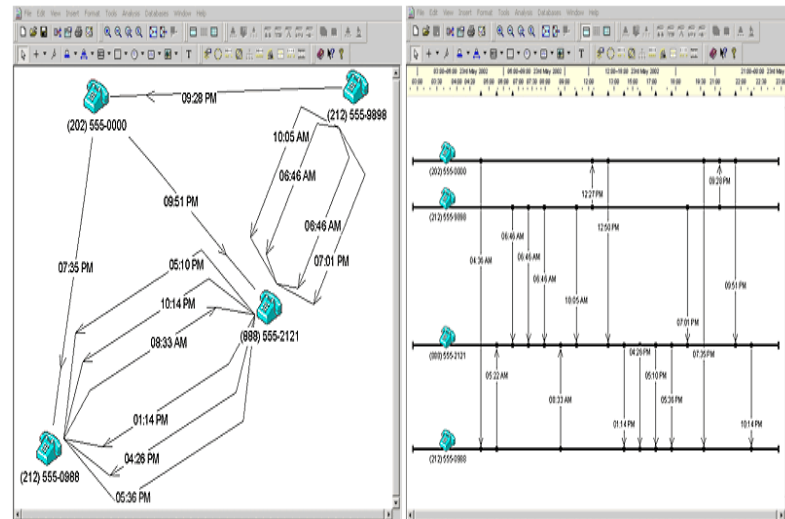 File Edit View Insert Format Tools Analysis Databases Window Help
09:28 PM
(202) 555-0000
(212) 555-9898
10:05 AM
06:46 AM
09:51 PM
06:46 AM
07:01 PM
07:35 PM
05:10 PM
10:14 PM
08:33 AM
(888) 555-2121
01:14 PM
04:26 PM
(212) 555-0988
05:36 PM
File Edit View Insert Format Tools Analysis Databases Window Help
(202) 555-0000
09:28 PM
12:27 PM
(212) 555-9898
12:50 PM
06:46 AM
06:46 AM
04:36 AM
06:46 AM
09:51 PM
10:05 AM
07:01 PM
(888) 555-2121
04:26 PM
07:35 PM
05:22 AM
05:10 PM
08:33 AM
05:36 PM
01:14 PM
10:14 PM
(212) 555-0988